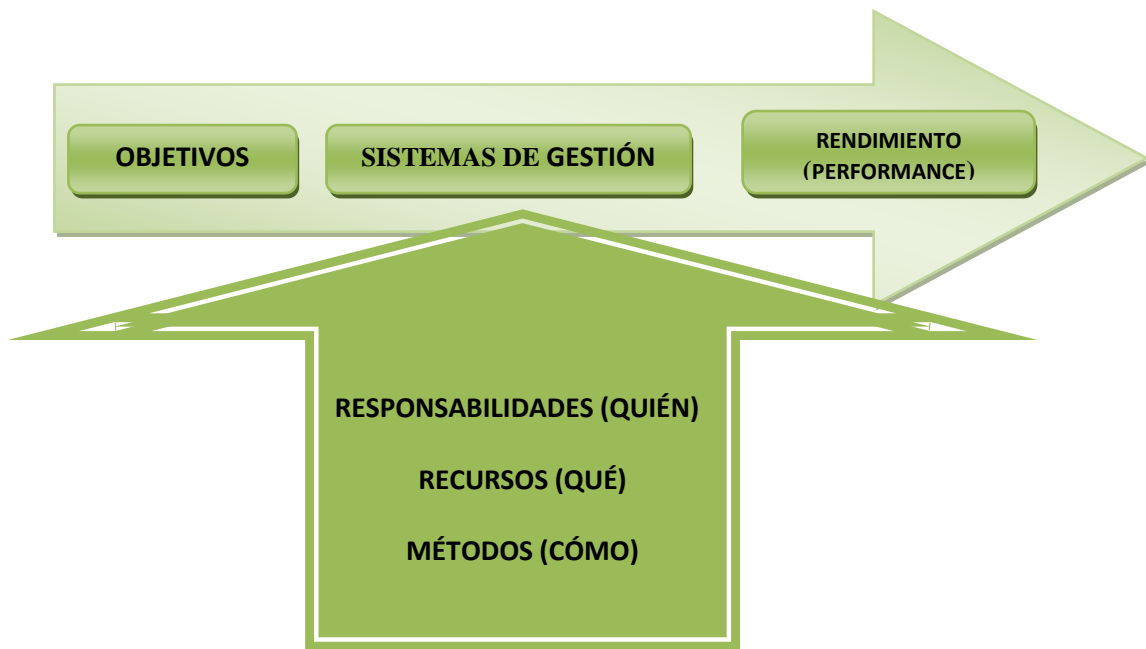 OBJETIVOS
SISTEMAS DE GESTIÓN
RENDIMIENTO
(PERFORMANCE)
RESPONSABILIDADES (QUIÉN)
RECURSOS (QUÉ)
MÉTODOS (CÓMO)